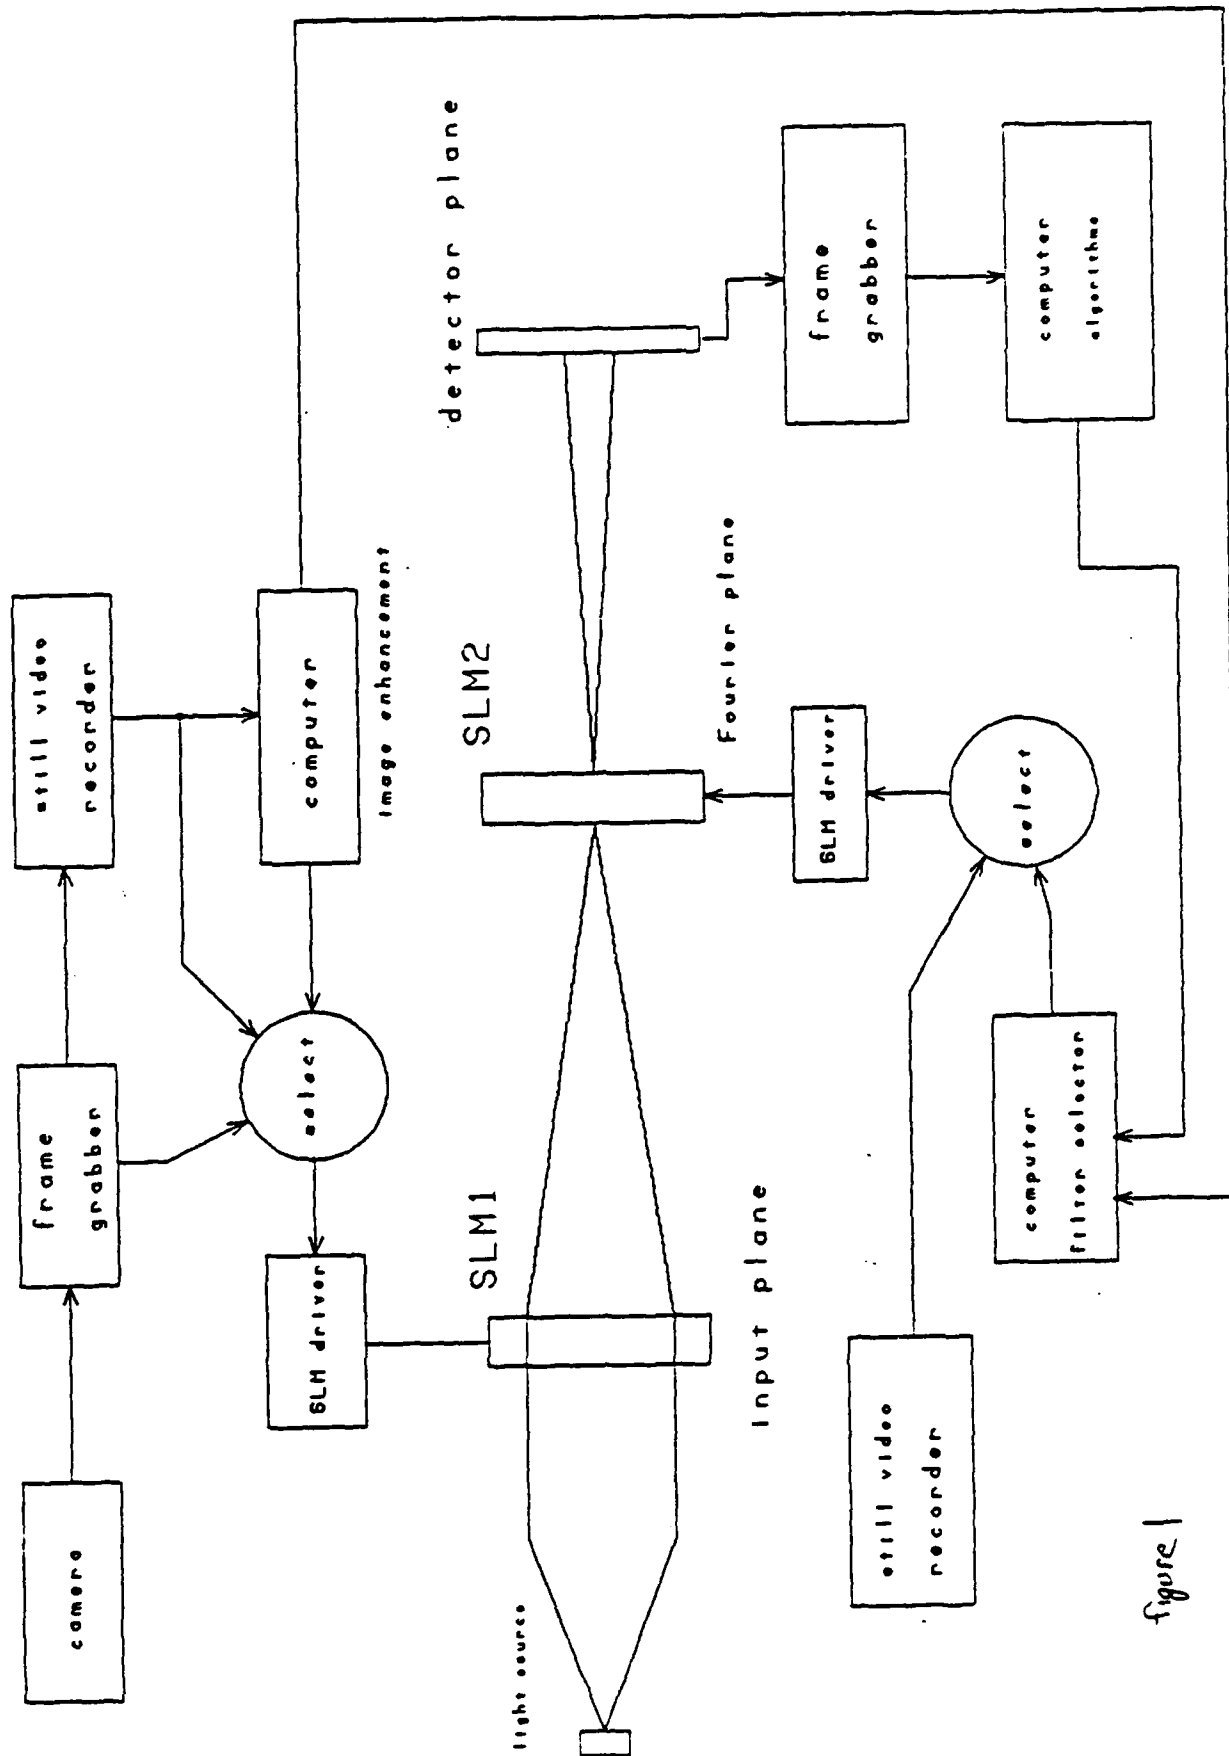 camera
frame
grabber
still video
recorder
select
computer
Image enhancement
SLM driver
SLM1
SLM2
detector plane
light source
Input plane
Fourier plane
SLM driver
select
frame
grabber
computer
algorithms
still video
recorder
computer
filter selector
figure 1